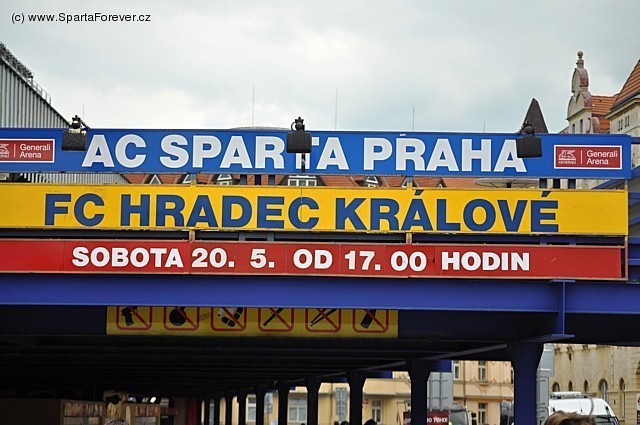 (c) www.SpartaForever.cz
Generali Arena
AC SPARTA PRAHA
Generali Arena
FC HRADEC KRÁLOVÉ
SOBOTA 20. 5. OD 17. 00 HODIN